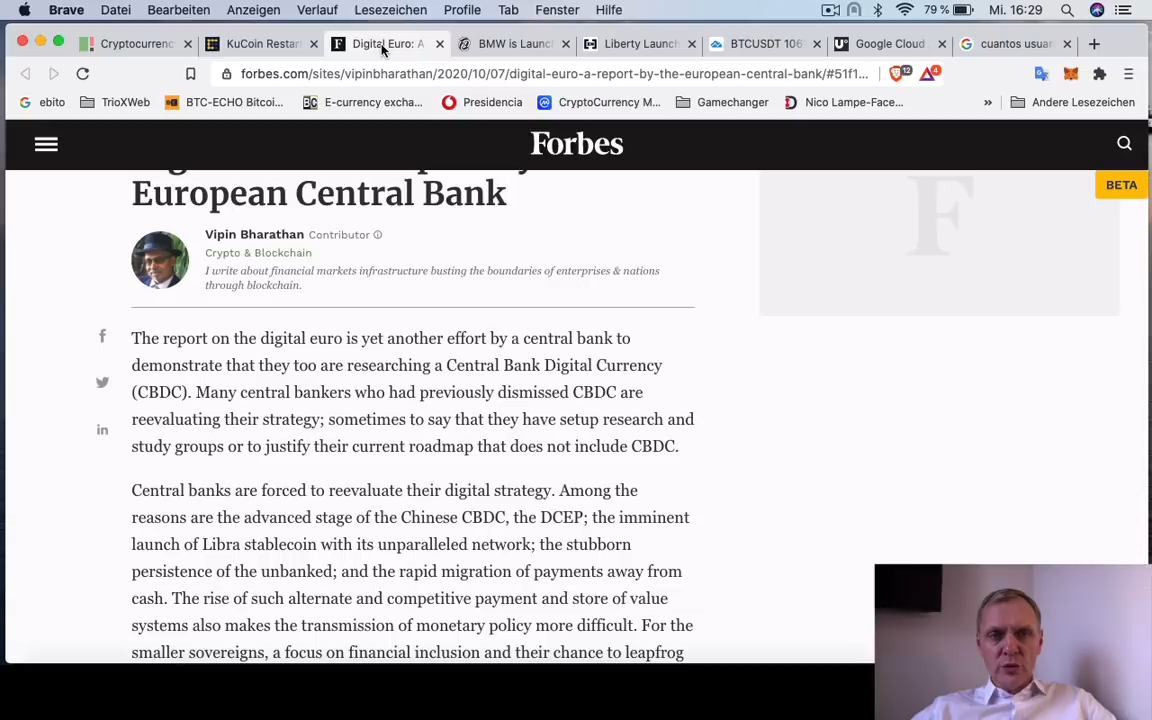 Brave Datei Bearbeiten Anzeigen Verlauf Lesezeichen Profile Tab Fenster Hilfe 79 % Mi. 16:29
Cryptocurrenc KuCoin Restar Digital Euro: A BMW is Launc Liberty Launch BTCUSDT 106 Google Cloud cuantos usuar
forbes.com/sites/vipinbharathan/2020/10/07/digital-euro-a-report-by-the-european-central-bank/#51f1... 12 4
ebito TrioXWeb BTC-ECHO Bitcoi... E-currency excha... Presidencia CryptoCurrency M... Gamechanger Nico Lampe-Face... » Andere Lesezeichen
Forbes
BETA
European Central Bank
Vipin Bharathan Contributor
Crypto & Blockchain
I write about financial markets infrastructure busting the boundaries of enterprises & nations
through blockchain.
The report on the digital euro is yet another effort by a central bank to
demonstrate that they too are researching a Central Bank Digital Currency
(CBDC). Many central bankers who had previously dismissed CBDC are
reevaluating their strategy; sometimes to say that they have setup research and
study groups or to justify their current roadmap that does not include CBDC.
Central banks are forced to reevaluate their digital strategy. Among the
reasons are the advanced stage of the Chinese CBDC, the DCEP; the imminent
launch of Libra stablecoin with its unparalleled network; the stubborn
persistence of the unbanked; and the rapid migration of payments away from
cash. The rise of such alternate and competitive payment and store of value
systems also makes the transmission of monetary policy more difficult. For the
smaller sovereigns, a focus on financial inclusion and their chance to leapfrog